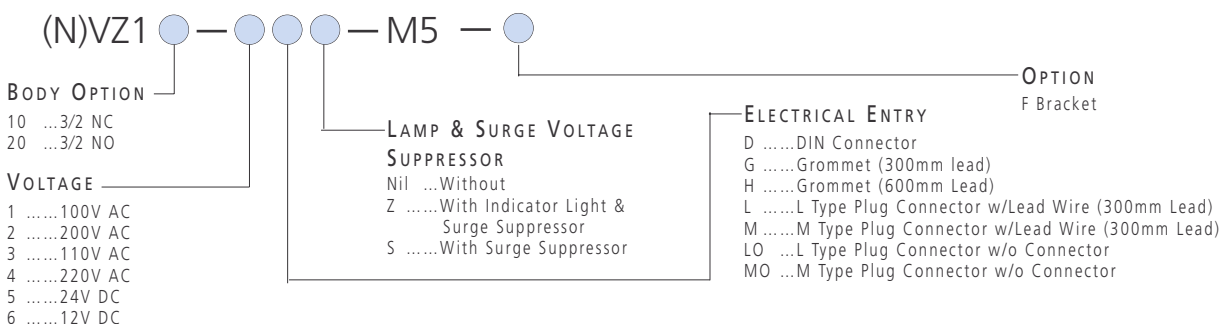 (N)VZ1 — — M5 —
BODY OPTION
10 ...3/2 NC
20 ...3/2 NO
VOLTAGE
1 ......100V AC
2 ......200V AC
3 ......110V AC
4 ......220V AC
5 ......24V DC
6 ......12V DC
LAMP & SURGE VOLTAGE
SUPPRESSOR
Nil ...Without
Z ......With Indicator Light &
Surge Suppressor
S ......With Surge Suppressor
ELECTRICAL ENTRY
D ......DIN Connector
G ......Grommet (300mm lead)
H ......Grommet (600mm Lead)
L ......L Type Plug Connector w/Lead Wire (300mm Lead)
M ......M Type Plug Connector w/Lead Wire (300mm Lead)
LO ...L Type Plug Connector w/o Connector
MO ...M Type Plug Connector w/o Connector
OPTION
F Bracket